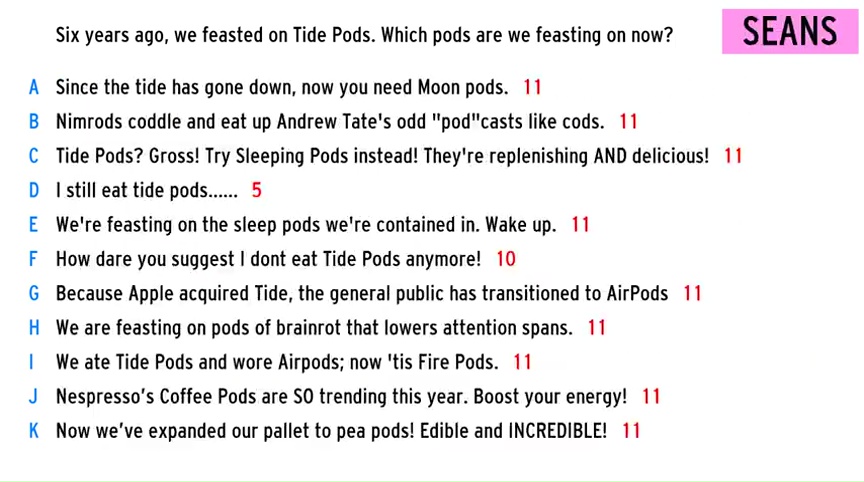 Six years ago, we feasted on Tide Pods. Which pods are we feasting on now?
SEANS
A Since the tide has gone down, now you need Moon pods. 11
B Nimrods coddle and eat up Andrew Tate's odd "pod"casts like cods. 11
C Tide Pods? Gross! Try Sleeping Pods instead! They're replenishing AND delicious! 11
D I still eat tide pods...... 5
E We're feasting on the sleep pods we're contained in. Wake up. 11
F How dare you suggest I dont eat Tide Pods anymore! 10
G Because Apple acquired Tide, the general public has transitioned to AirPods 11
H We are feasting on pods of brainrot that lowers attention spans. 11
I We ate Tide Pods and wore Airpods; now 'tis Fire Pods. 11
J Nespresso’s Coffee Pods are SO trending this year. Boost your energy! 11
K Now we’ve expanded our pallet to pea pods! Edible and INCREDIBLE! 11